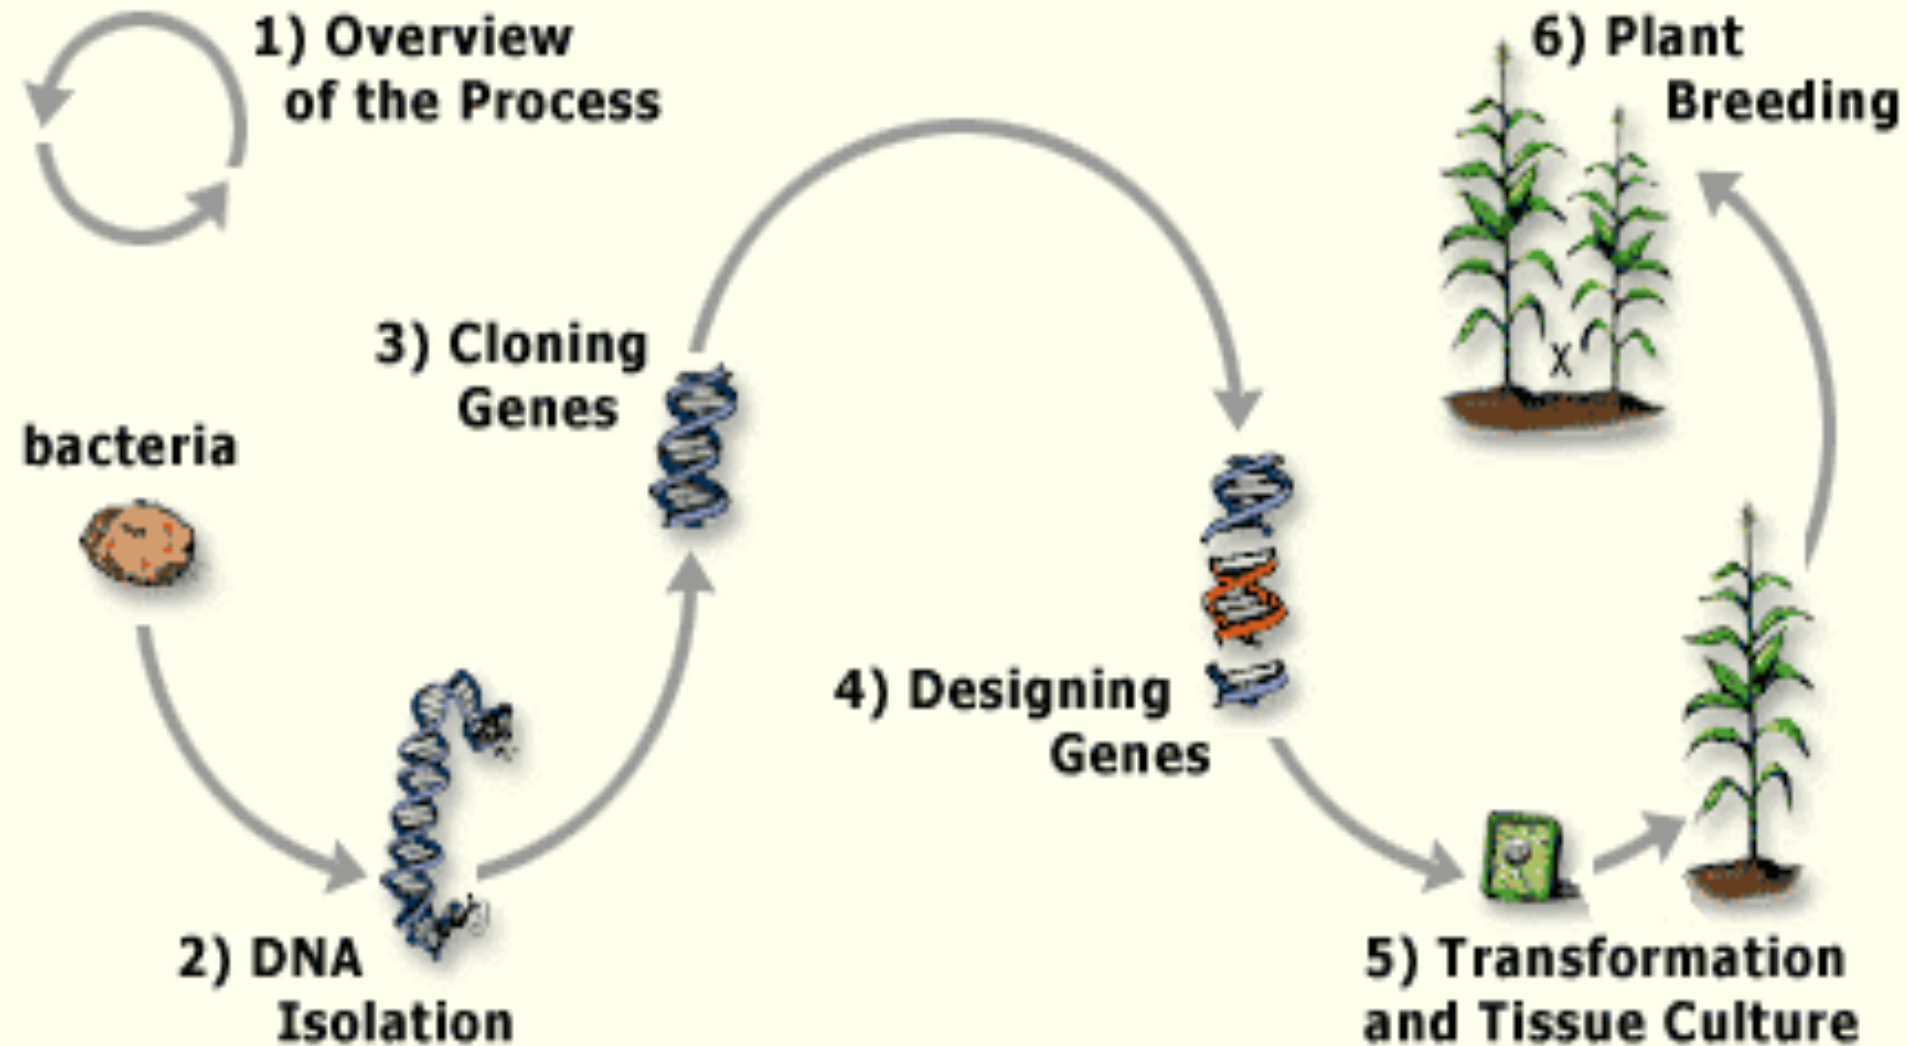 1) Overview
of the Process
bacteria
2) DNA
Isolation
3) Cloning
Genes
4) Designing
Genes
5) Transformation
and Tissue Culture
6) Plant
Breeding
X